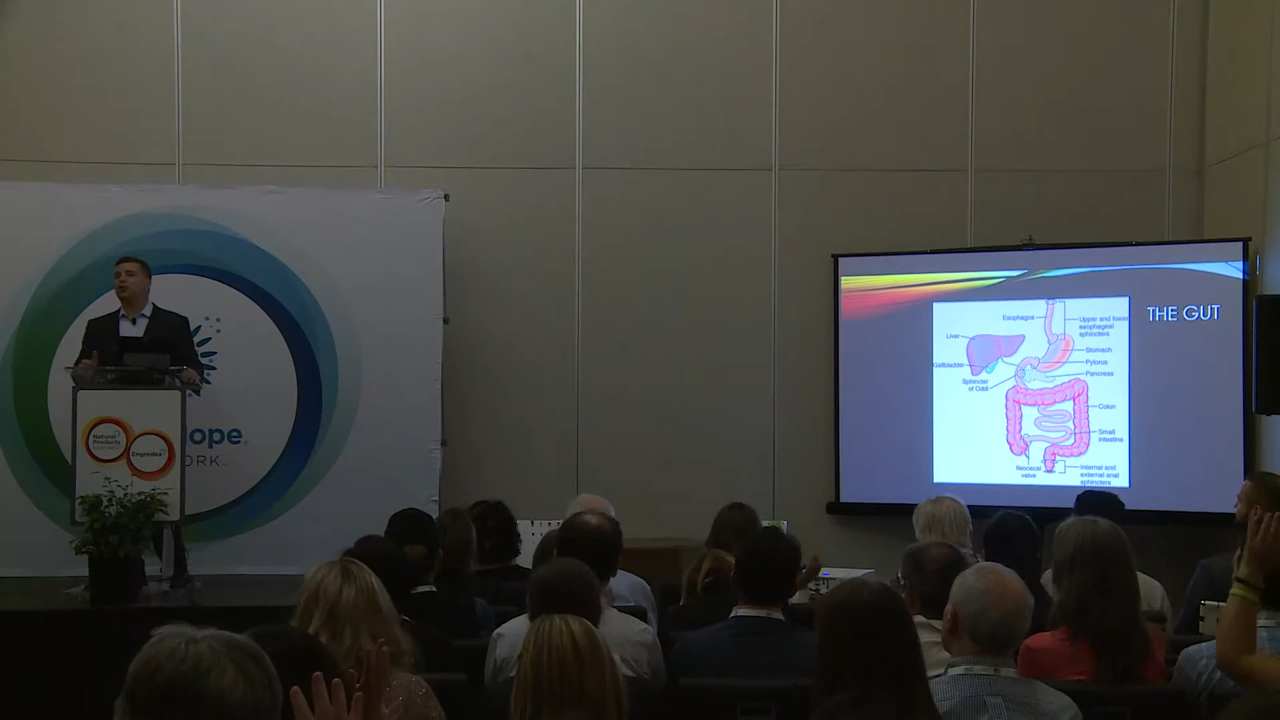 ope.
ORK
Natural
Products
Engredea
THE GUT
Esophagus
Upper and lower
esophageal
sphincters
Liver
Stomach
Pylorus
Gallbladder
Pancreas
Sphincter
of Oddi
Colon
Small
intestine
Ileocecal
valve
Internal and
external anal
sphincters